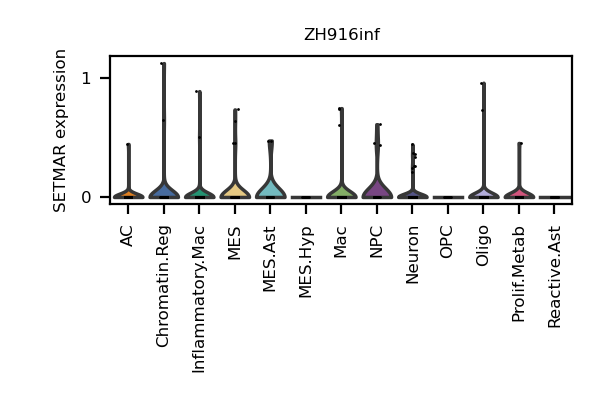 ZH916inf
SETMAR expression
1
0
AC
Chromatin.Reg
Inflammatory.Mac
MES
MES.Ast
MES.Hyp
Mac
NPC
Neuron
OPC
Oligo
Prolif.Metab
Reactive.Ast